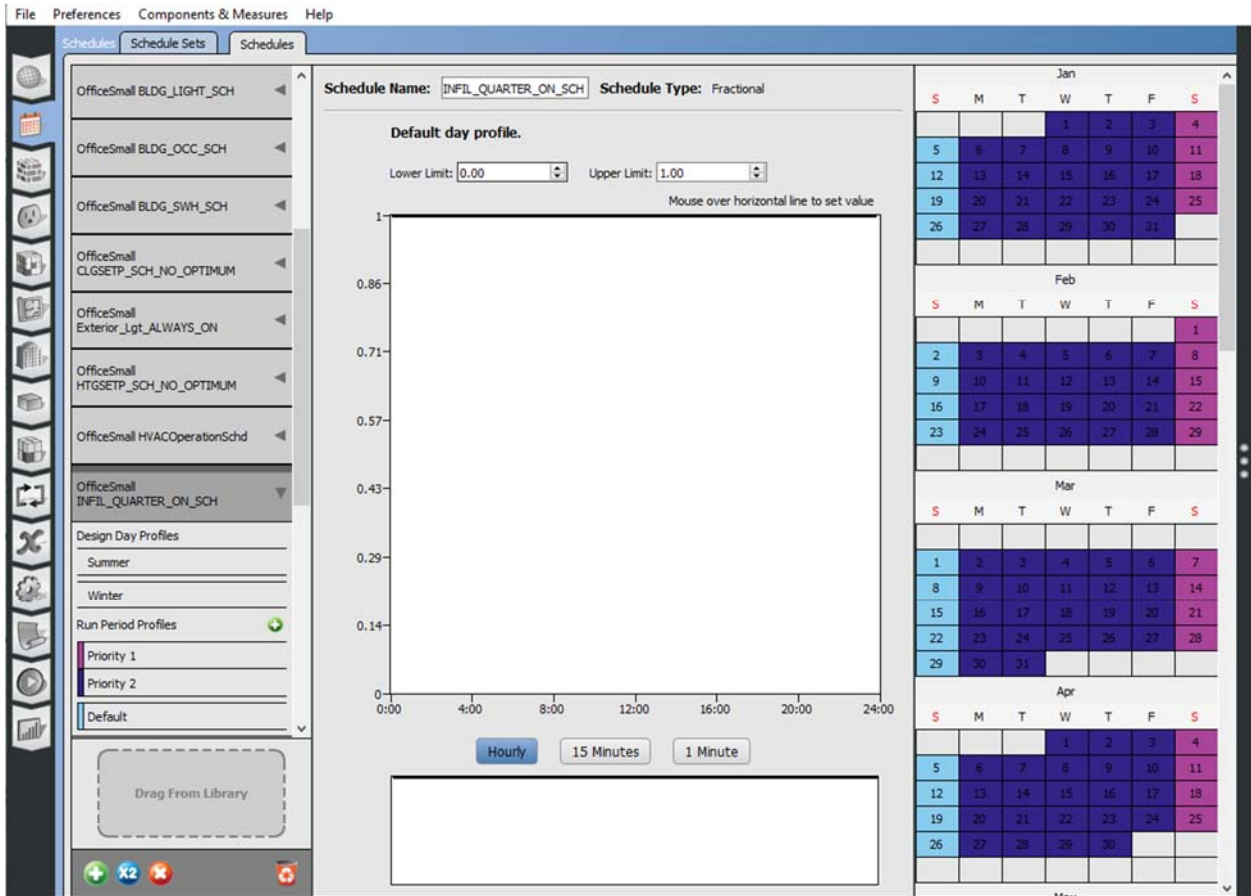 File Preferences Components & Measures Help
Schedules Schedule Sets Schedules
OfficeSmall BLDG_LIGHT_SCH
OfficeSmall BLDG_OCC_SCH
OfficeSmall BLDG_SWH_SCH
OfficeSmall
CLGSETP_SCH_NO_OPTIMUM
OfficeSmall
Exterior_Lgt_ALWAYS_ON
OfficeSmall
HTGSETP_SCH_NO_OPTIMUM
OfficeSmall HVACOperationSchd
OfficeSmall
INFIL_QUARTER_ON_SCH
Design Day Profiles
Summer
Winter
Run Period Profiles
Priority 1
Priority 2
Default
Drag From Library
X2
Schedule Name: INFIL_QUARTER_ON_SCH Schedule Type: Fractional
Default day profile.
Lower Limit: 0.00 Upper Limit: 1.00
Mouse over horizontal line to set value
1
0.86
0.71
0.57
0.43
0.29
0.14
0
0:00 4:00 8:00 12:00 16:00 20:00 24:00
Hourly 15 Minutes 1 Minute
Jan
S M T W T F S
1 2 3 4
5 6 7 8 9 10 11
12 13 14 15 16 17 18
19 20 21 22 23 24 25
26 27 28 29 30 31
Feb
S M T W T F S
1
2 3 4 5 6 7 8
9 10 11 12 13 14 15
16 17 18 19 20 21 22
23 24 25 26 27 28 29
Mar
S M T W T F S
1 2 3 4 5 6 7
8 9 10 11 12 13 14
15 16 17 18 19 20 21
22 23 24 25 26 27 28
29 30 31
Apr
S M T W T F S
1 2 3 4
5 6 7 8 9 10 11
12 13 14 15 16 17 18
19 20 21 22 23 24 25
26 27 28 29 30